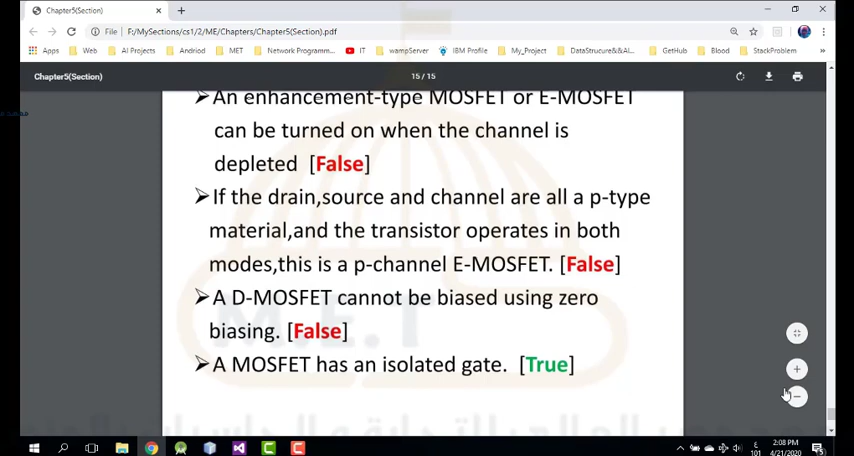 Chapter5(Section)
F:/MySections/cs1/2/ME/Chapters/Chapter5(Section).pdf
Apps Web AI Projects Andriod MET Network Programm... IT wampServer IBM Profile My_Project DataStrucure&&Al... GetHub Blood StackProblem
Chapter5(Section) 15 / 15
An enhancement-type MOSFET or E-MOSFET
can be turned on when the channel is
depleted [False]
If the drain,source and channel are all a p-type
material,and the transistor operates in both
modes,this is a p-channel E-MOSFET. [False]
A D-MOSFET cannot be biased using zero
biasing. [False]
A MOSFET has an isolated gate. [True]
M.E.T
2:08 PM
4/21/2020